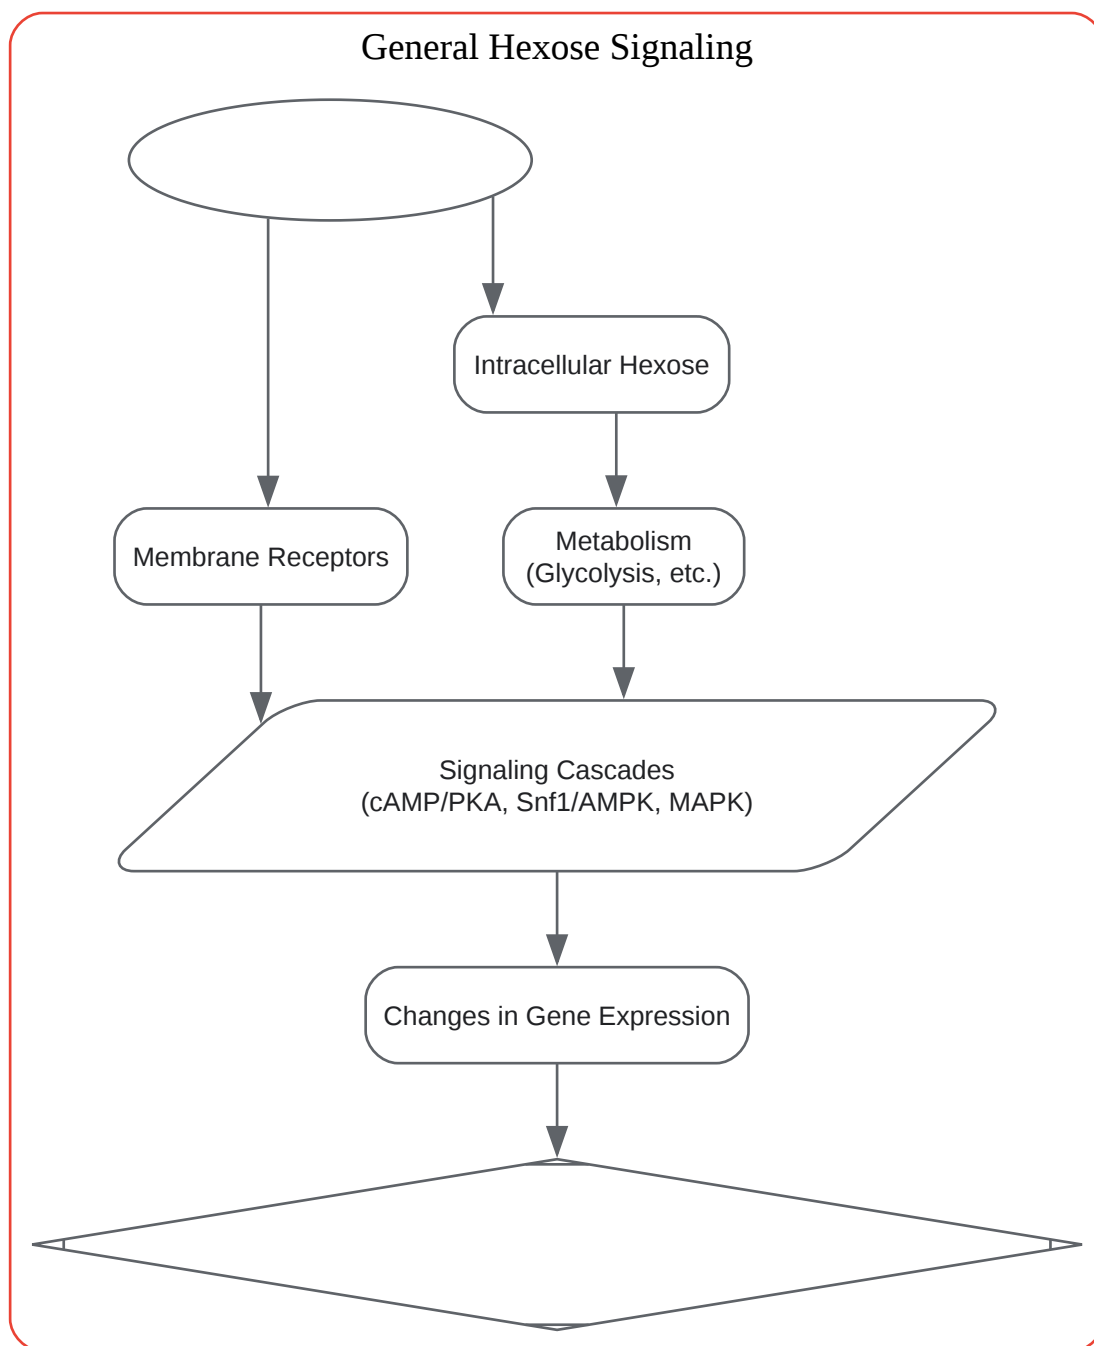 General Hexose Signaling
Intracellular Hexose
Membrane Receptors
Metabolism
(Glycolysis, etc.)
Signaling Cascades
(cAMP/PKA, Snf1/AMPK, MAPK)
Changes in Gene Expression